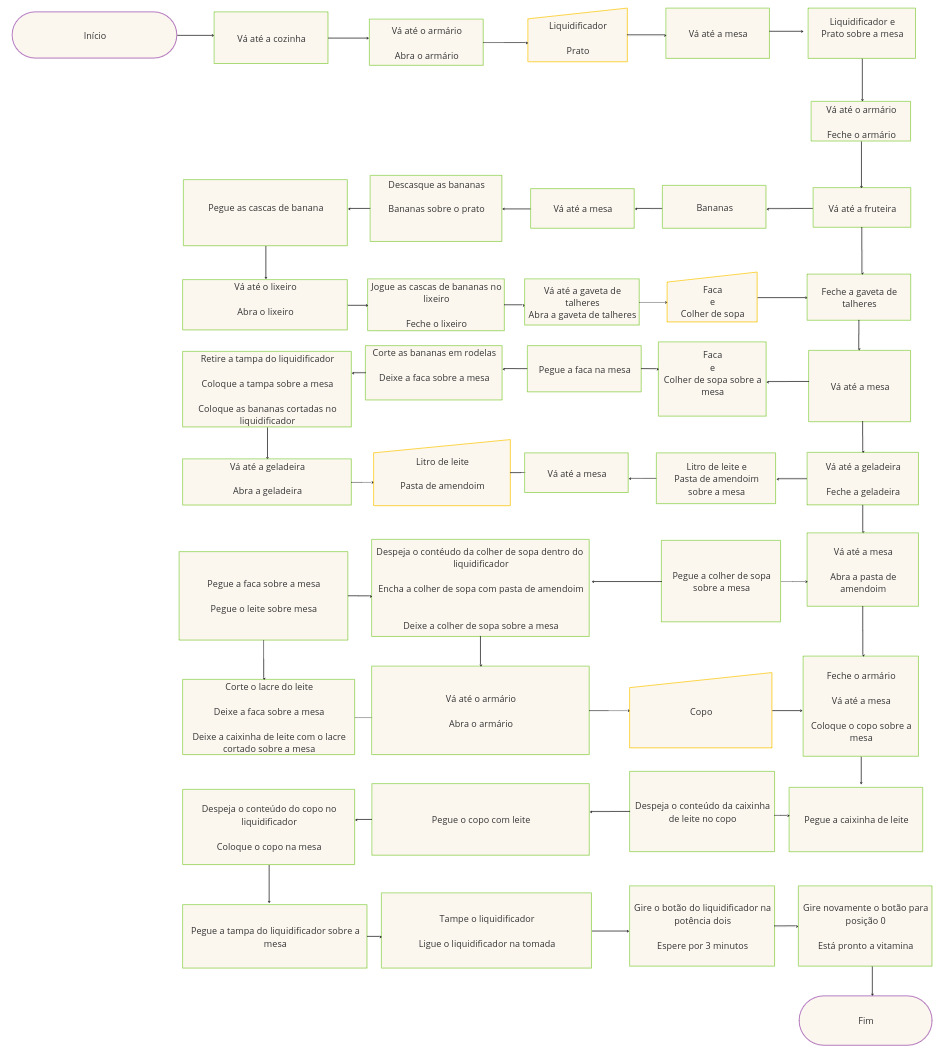 Início
Vá até a cozinha
Vá até o armário
Abra o armário
Liquidificador
Prato
Vá até a mesa
Liquidificador e
Prato sobre a mesa
Vá até o armário
Feche o armário
Vá até a fruteira
Bananas
Vá até a mesa
Descasque as bananas
Bananas sobre o prato
Pegue as cascas de banana
Vá até o lixeiro
Abra o lixeiro
Jogue as cascas de bananas no
lixeiro
Feche o lixeiro
Vá até a gaveta de
talheres
Abra a gaveta de talheres
Faca
e
Colher de sopa
Feche a gaveta de
talheres
Vá até a mesa
Faca
e
Colher de sopa sobre a
mesa
Pegue a faca na mesa
Corte as bananas em rodelas
Deixe a faca sobre a mesa
Retire a tampa do liquidificador
Coloque a tampa sobre a mesa
Coloque as bananas cortadas no
liquidificador
Vá até a geladeira
Abra a geladeira
Litro de leite
Pasta de amendoim
Vá até a mesa
Litro de leite e
Pasta de amendoim
sobre a mesa
Vá até a geladeira
Feche a geladeira
Vá até a mesa
Abra a pasta de
amendoim
Pegue a colher de sopa
sobre a mesa
Despeja o contéudo da colher de sopa dentro do
liquidificador
Encha a colher de sopa com pasta de amendoim
Deixe a colher de sopa sobre a mesa
Pegue a faca sobre a mesa
Pegue o leite sobre mesa
Corte o lacre do leite
Deixe a faca sobre a mesa
Deixe a caixinha de leite com o lacre
cortado sobre a mesa
Vá até o armário
Abra o armário
Copo
Feche o armário
Vá até a mesa
Coloque o copo sobre a
mesa
Pegue a caixinha de leite
Despeja o conteúdo da caixinha
de leite no copo
Pegue o copo com leite
Despeja o conteúdo do copo no
liquidificador
Coloque o copo na mesa
Pegue a tampa do liquidificador sobre a
mesa
Tampe o liquidificador
Ligue o liquidificador na tomada
Gire o botão do liquidificador na
potência dois
Espere por 3 minutos
Gire novamente o botão para
posição 0
Está pronto a vitamina
Fim